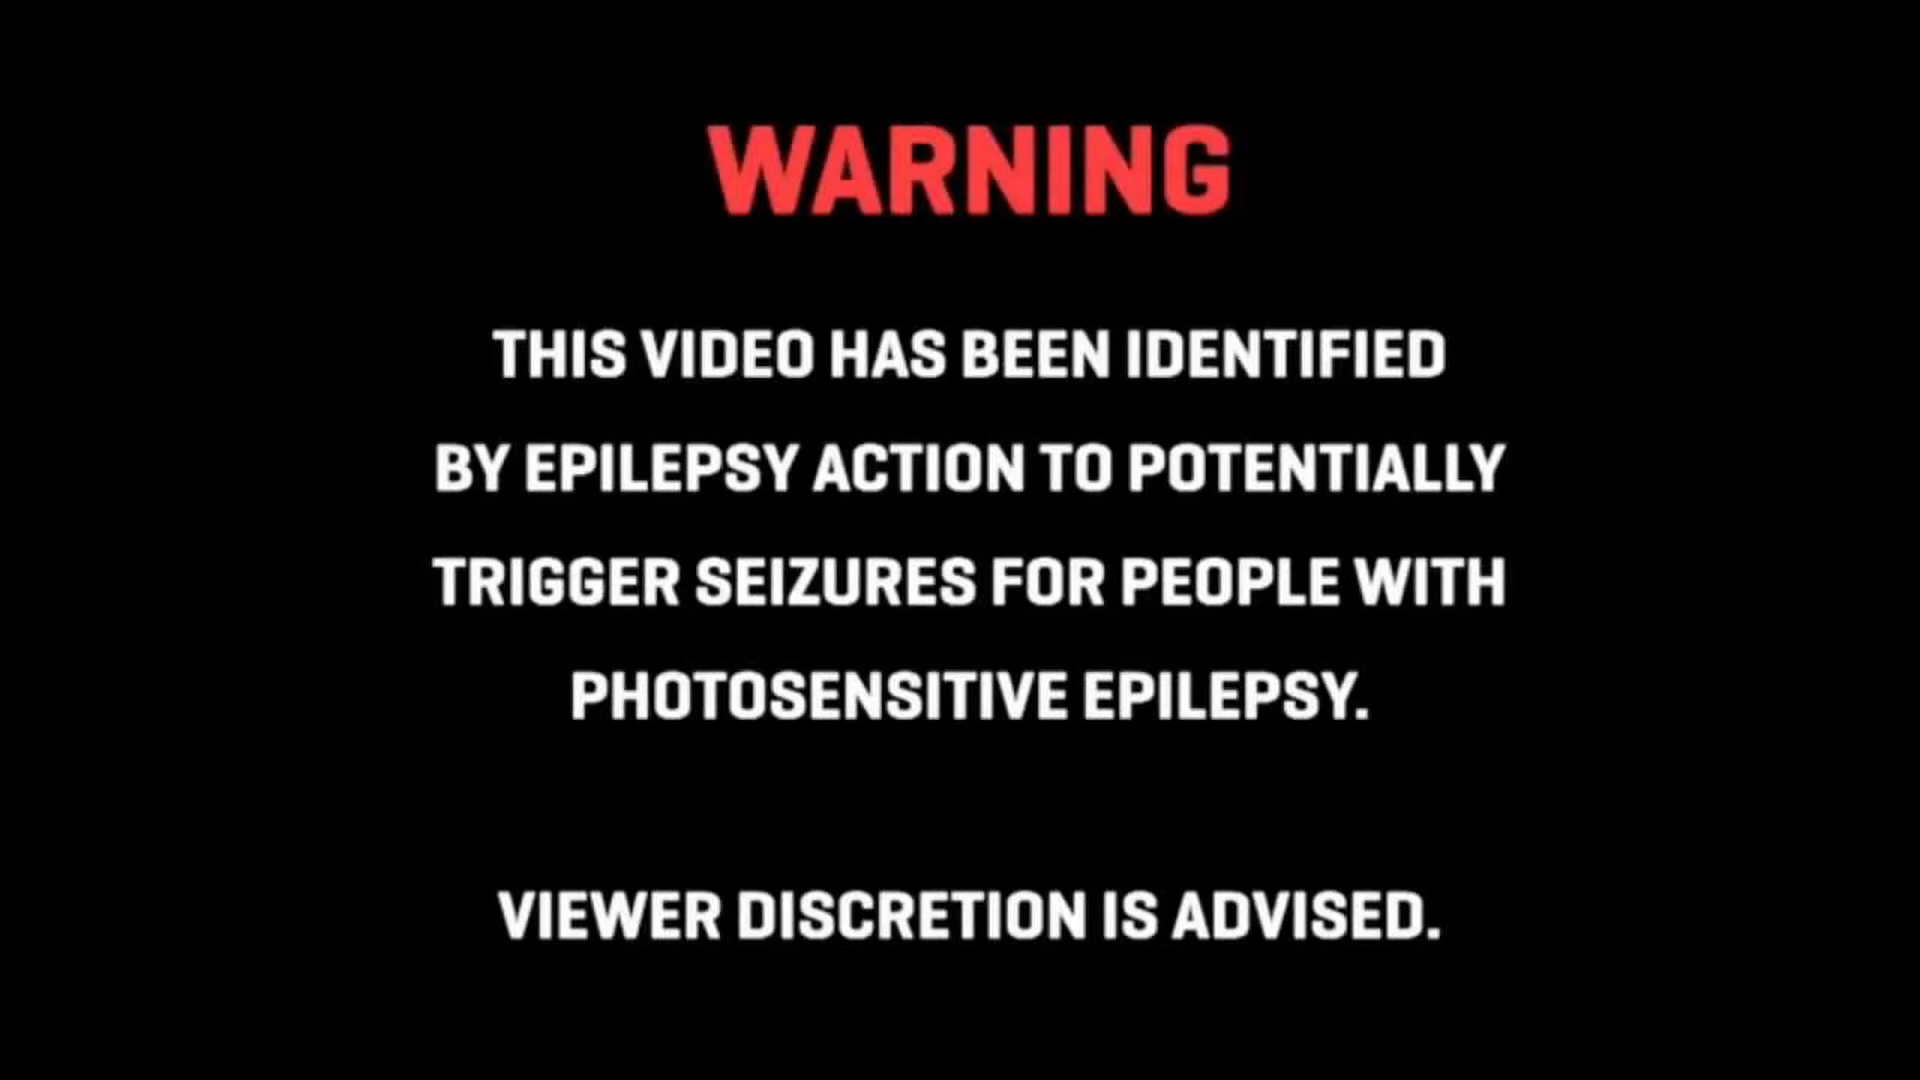 WARNING
THIS VIDEO HAS BEEN IDENTIFIED
BY EPILEPSY ACTION TO POTENTIALLY
TRIGGER SEIZURES FOR PEOPLE WITH
PHOTOSENSITIVE EPILEPSY.
VIEWER DISCRETION IS ADVISED.